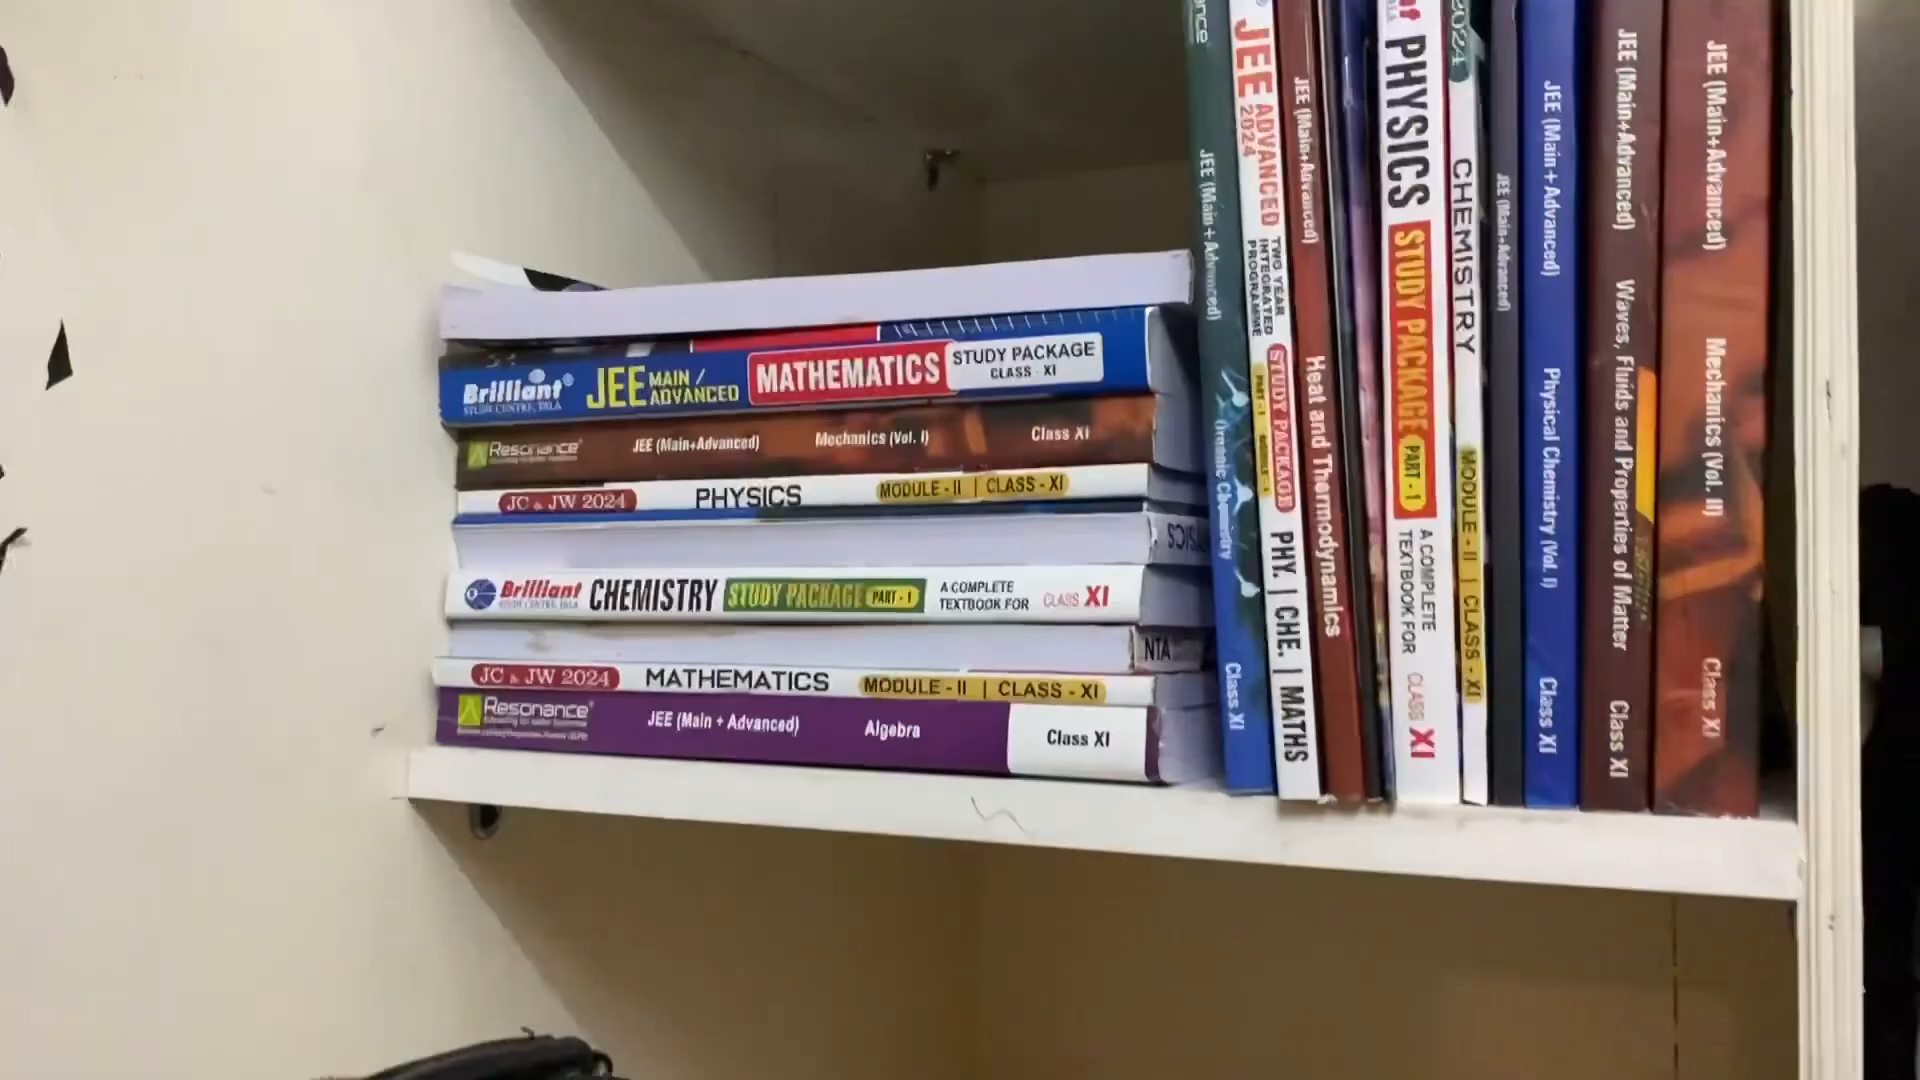 Brilliant
STUDY CENTRE, PALA
JEE MAIN / ADVANCED
MATHEMATICS
STUDY PACKAGE
CLASS - XI
Resonance
JEE (Main+Advanced)
Mechanics (Vol. I)
Class XI
JC & JW 2024
PHYSICS
MODULE - II | CLASS - XI
Brilliant
STUDY CENTRE, PALA
CHEMISTRY
STUDY PACKAGE
PART - 1
A COMPLETE
TEXTBOOK FOR
CLASS XI
NTA
JC & JW 2024
MATHEMATICS
MODULE - II | CLASS - XI
Resonance
JEE (Main + Advanced)
Algebra
Class XI
JEE (Main + Advanced)
Organic Chemistry
Class XI
JEE ADVANCED
2024
TWO YEAR
INTEGRATED
PROGRAMME
STUDY PACKAGE
PHY. | CHE. | MATHS
JEE (Main+Advanced)
Heat and Thermodynamics
PHYSICS
STUDY PACKAGE
PART - 1
A COMPLETE
TEXTBOOK FOR
CLASS XI
2024
CHEMISTRY
MODULE - II | CLASS - XI
JEE (Main+Advanced)
JEE (Main + Advanced)
Physical Chemistry (Vol. I)
Class XI
JEE (Main+Advanced)
Waves, Fluids and Properties of Matter
Class XI
JEE (Main+Advanced)
Mechanics (Vol. II)
Class XI